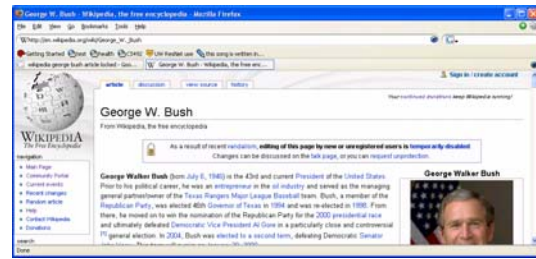 George W. Bush - Wikipedia, the free encyclopedia - Mozilla Firefox
File Edit View Go Bookmarks Tools Help
http://en.wikipedia.org/wiki/George_W._Bush
Getting Started
wikipedia george bush article locked - Goo...
George W. Bush - Wikipedia, the free enc...
Sign in / create account
article discussion view source history
Your continued donations keep Wikipedia running!
George W. Bush
From Wikipedia, the free encyclopedia
WIKIPEDIA
The Free Encyclopedia
As a result of recent vandalism, editing of this page by new or unregistered users is temporarily disabled.
Changes can be discussed on the talk page, or you can request unprotection.
navigation
Main Page
Community Portal
Current events
Recent changes
Random article
Help
Contact Wikipedia
Donations
search
George Walker Bush (born July 6, 1946) is the 43rd and current President of the United States.
Prior to his political career, he was an entrepreneur in the oil industry and served as the managing
general partner/owner of the Texas Rangers Major League Baseball team. Bush, a member of the
Republican Party, was elected 46th Governor of Texas in 1994 and was re-elected in 1998. From
there, he moved on to win the nomination of the Republican Party for the 2000 presidential race
and ultimately defeated Democratic Vice President Al Gore in a particularly close and controversial
general election. In 2004, Bush was elected to a second term, defeating Democratic Senator
George Walker Bush
Done